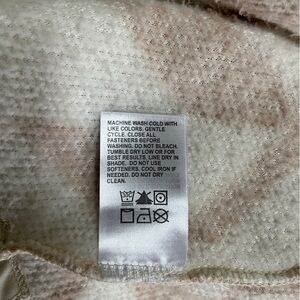 MACHINE WASH COLD WITH
LIKE COLORS. GENTLE
CYCLE. CLOSE ALL
FASTENERS BEFORE
WASHING. DO NOT BLEACH.
TUMBLE DRY LOW OR FOR
BEST RESULTS, LINE DRY IN
SHADE. DO NOT USE
SOFTENERS. COOL IRON IF
NEEDED. DO NOT DRY
CLEAN.